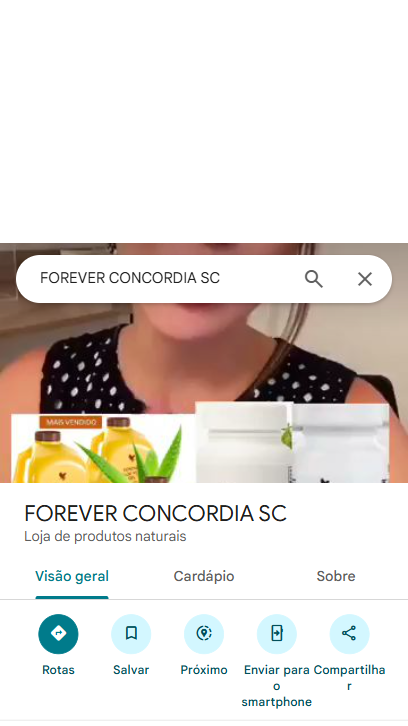 FOREVER CONCORDIA SC
MAIS VENDIDO
FOREVER CONCORDIA SC
Loja de produtos naturais
Visão geral
Cardápio
Sobre
Rotas
Salvar
Próximo
Enviar para
o
smartphone
Compartilha
r